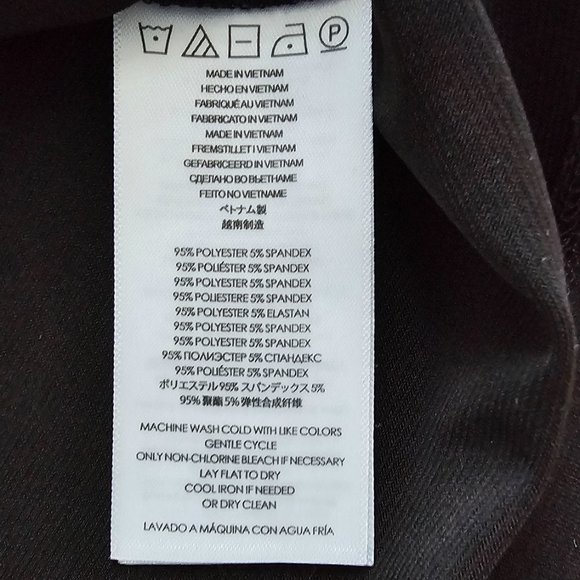 P
MADE IN VIETNAM
HECHO EN VIETNAM
FABRIQUÉ AU VIETNAM
FABBRICATO IN VIETNAM
MADE IN VIETNAM
FREMSTILLET I VIETNAM
GEFABRICEERD IN VIETNAM
СДЕЛАНО ВО ВЬЕТНАМЕ
FEITO NO VIETNAME
ベトナム製
越南制造
95% POLYESTER 5% SPANDEX
95% POLIÉSTER 5% SPANDEX
95% POLYESTER 5% SPANDEX
95% POLIESTERE 5% SPANDEX
95% POLYESTER 5% ELASTAN
95% POLYESTER 5% SPANDEX
95% POLYESTER 5% SPANDEX
95% ПОЛИЭСТЕР 5% СПАНДЕКС
95% POLIÉSTER 5% SPANDEX
ポリエステル 95% スパンデックス 5%
95% 聚酯 5% 弹性合成纤维
MACHINE WASH COLD WITH LIKE COLORS
GENTLE CYCLE
ONLY NON-CHLORINE BLEACH IF NECESSARY
LAY FLAT TO DRY
COOL IRON IF NEEDED
OR DRY CLEAN
LAVADO A MÁQUINA CON AGUA FRÍA